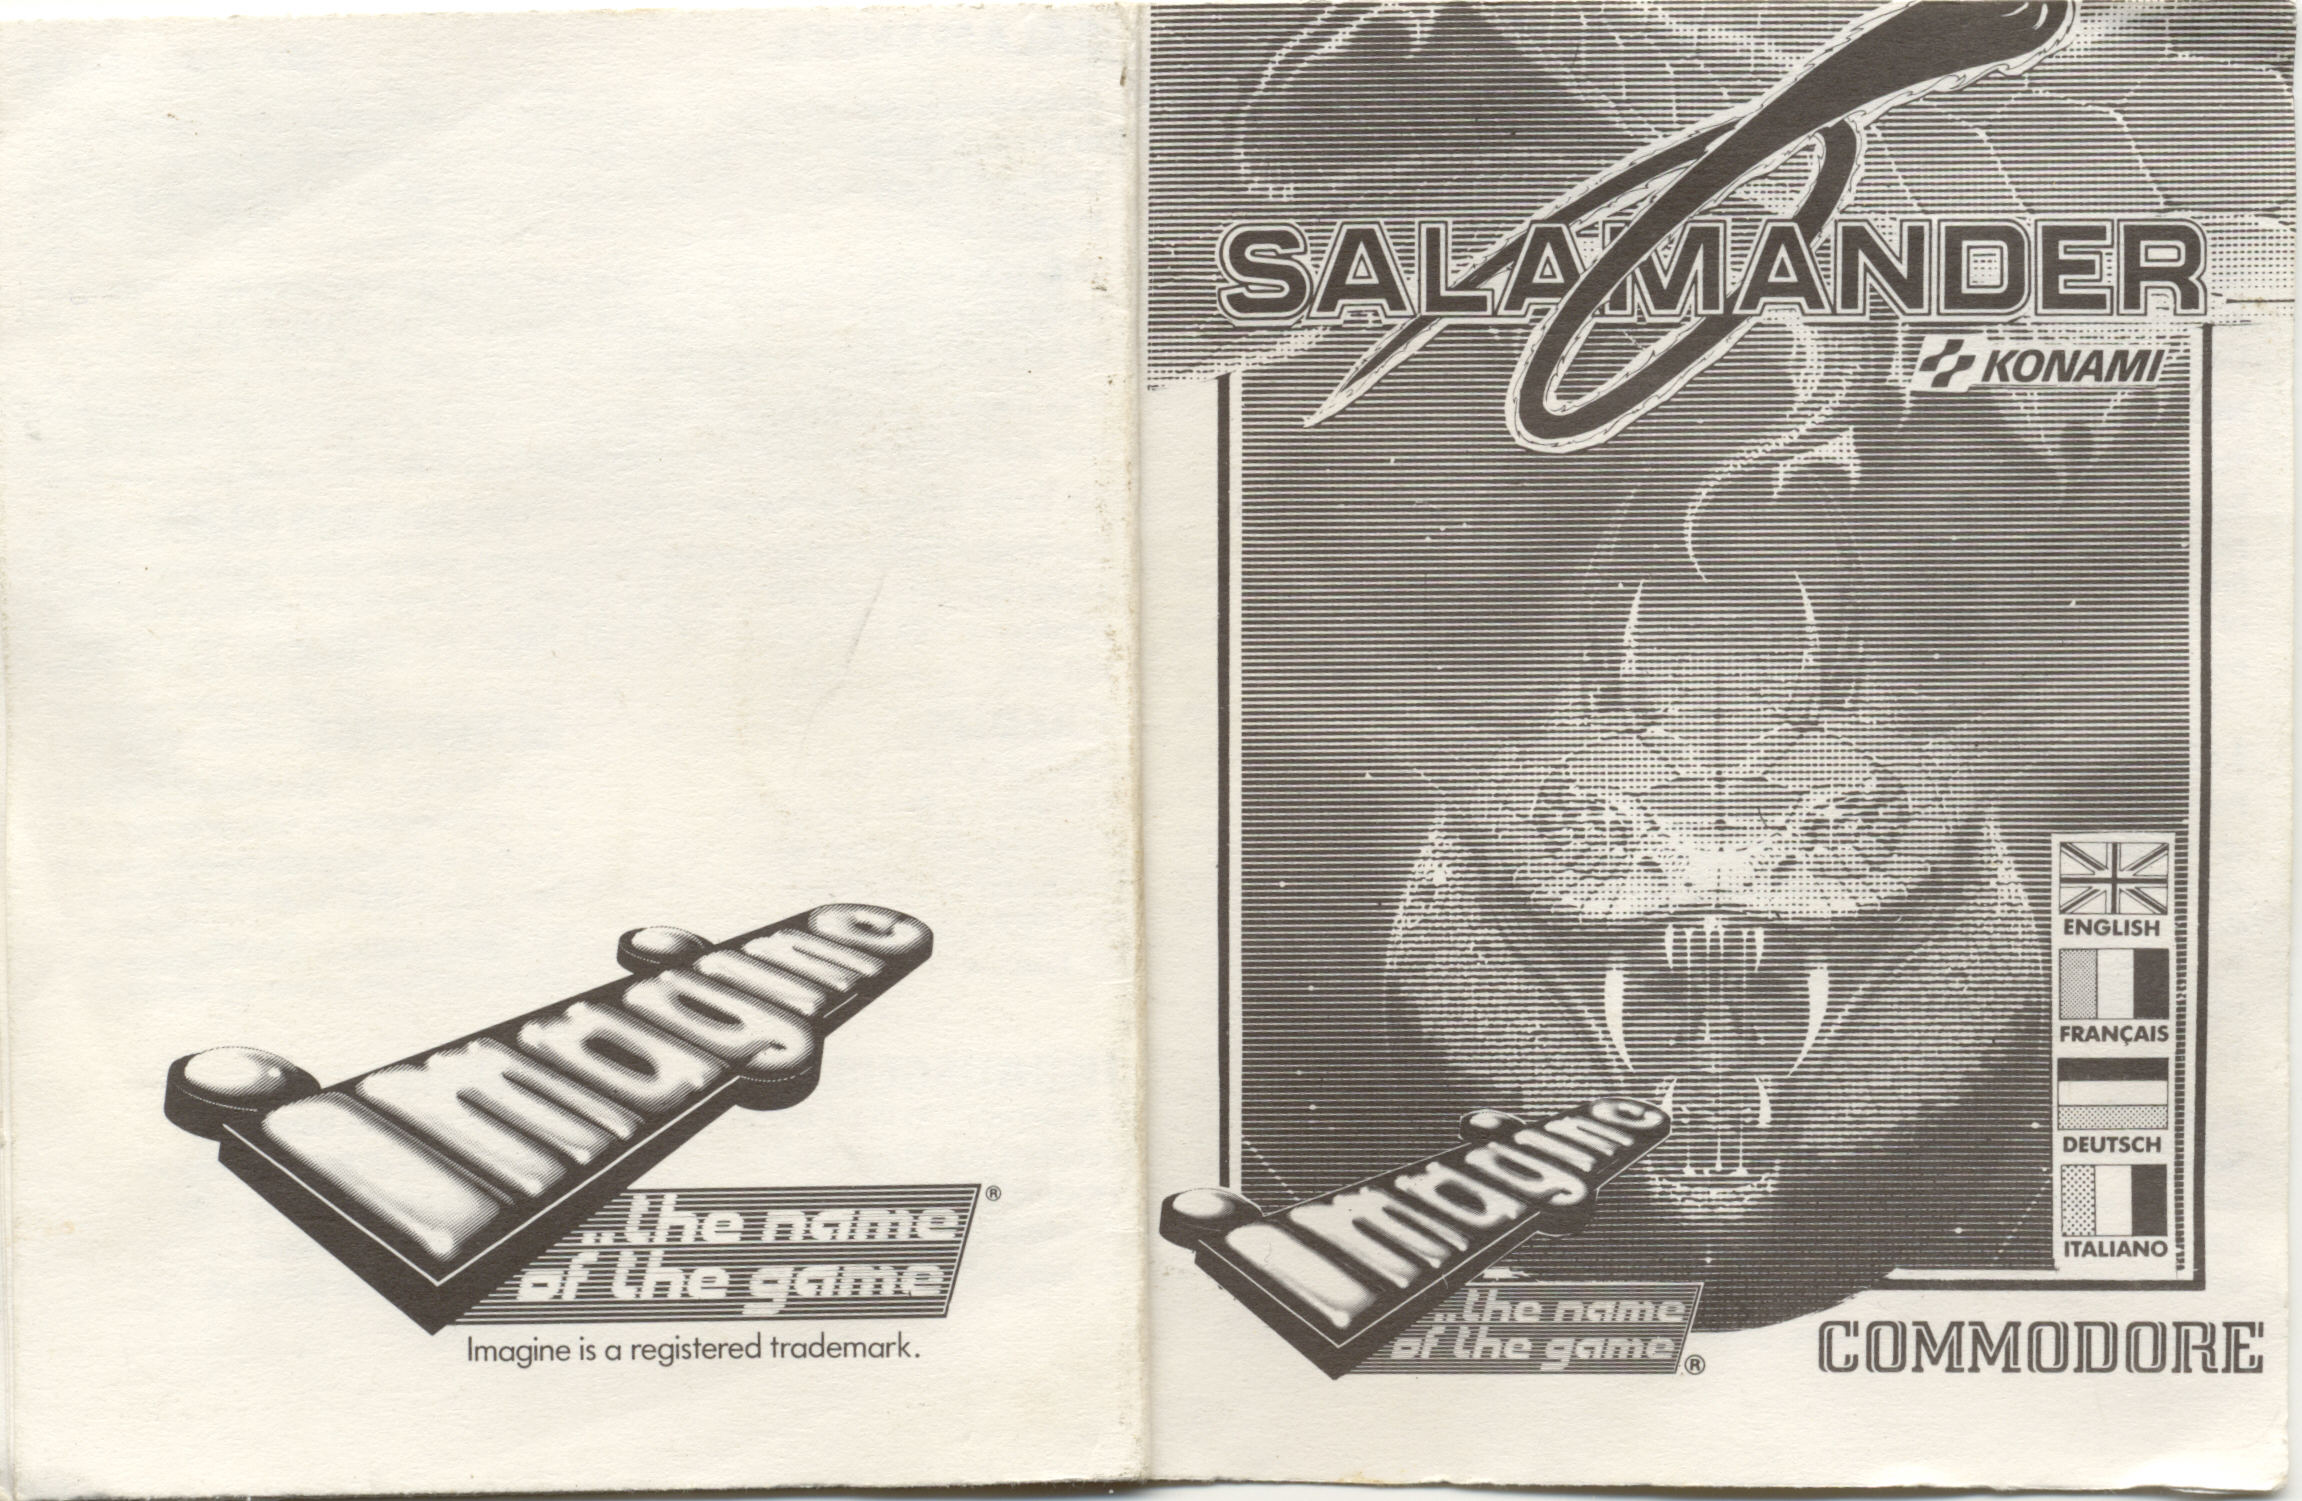 Imagine
...the name
of the game
®
Imagine is a registered trademark.
SALAMANDER
KONAMI
ENGLISH
FRANÇAIS
DEUTSCH
ITALIANO
Imagine
...the name
of the game
®
COMMODORE